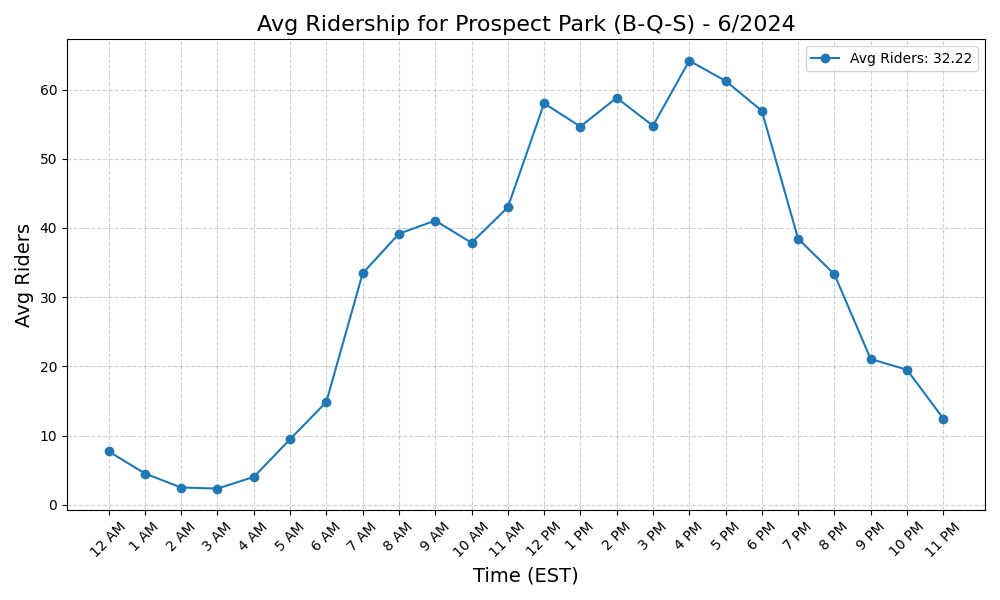 Avg Ridership for Prospect Park (B-Q-S) - 6/2024
Avg Riders: 32.22
Avg Riders
60
50
40
30
20
10
0
12 AM
1 AM
2 AM
3 AM
4 AM
5 AM
6 AM
7 AM
8 AM
9 AM
10 AM
11 AM
12 PM
1 PM
2 PM
3 PM
4 PM
5 PM
6 PM
7 PM
8 PM
9 PM
10 PM
11 PM
Time (EST)